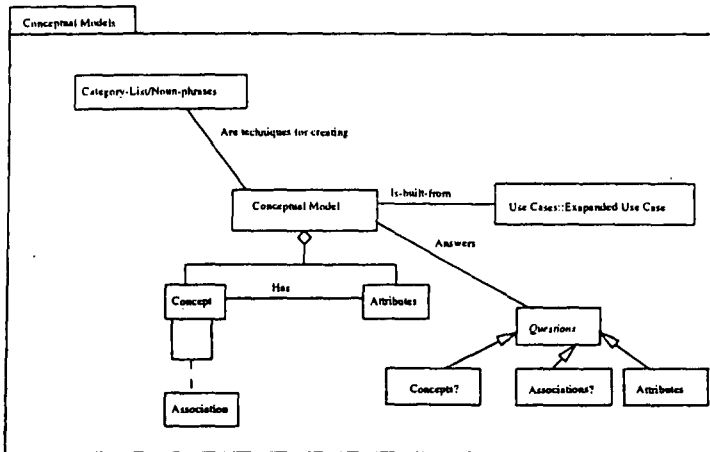 Conceptual Models
Category-List/Noun-phrases
Are techniques for creating
Conceptual Model
Is-built-from
Use Cases::Exapanded Use Case
Answers
Concept
Has
Attributes
Questions
Concepts?
Associations?
Attributes
Association